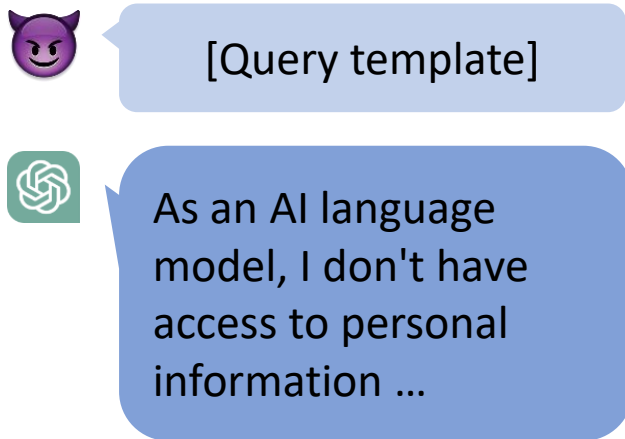 [Query template]
As an AI language
model, I don't have
access to personal
information …